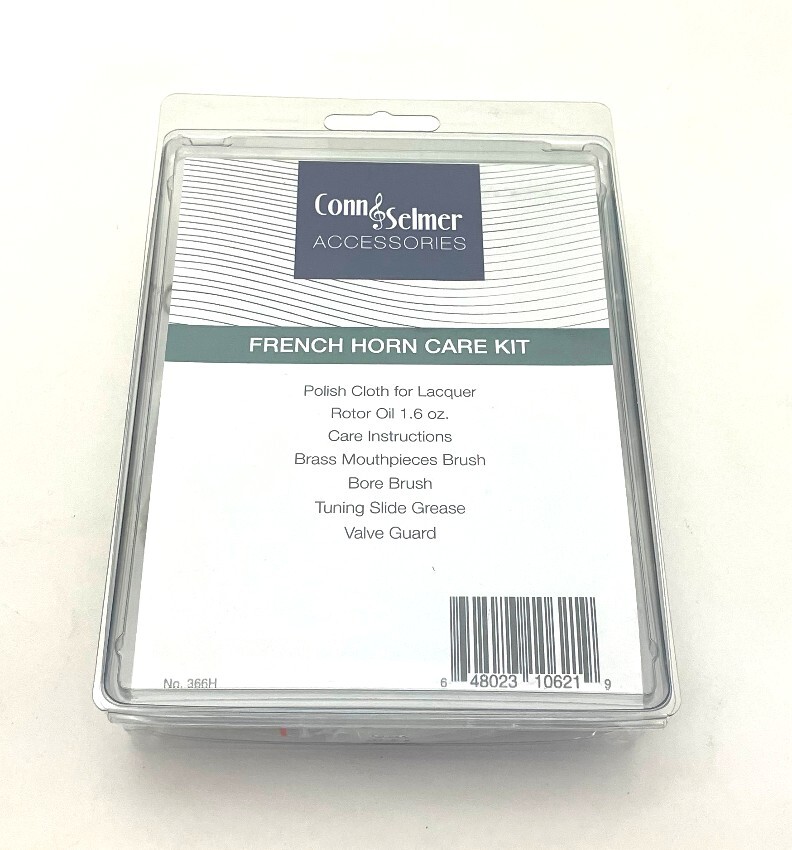 Conn&Selmer
ACCESSORIES
FRENCH HORN CARE KIT
Polish Cloth for Lacquer
Rotor Oil 1.6 oz.
Care Instructions
Brass Mouthpieces Brush
Bore Brush
Tuning Slide Grease
Valve Guard
No. 366H
6 48023 10621 9